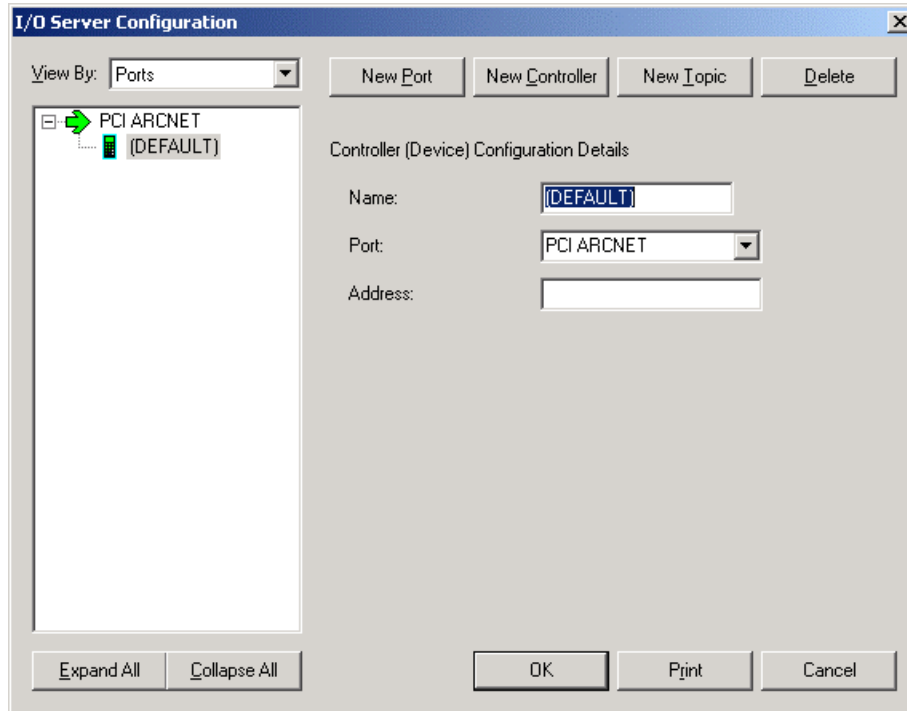 I/O Server Configuration
View By: Ports
New Port New Controller New Topic Delete
PCI ARCNET
(DEFAULT)
Controller (Device) Configuration Details
Name: (DEFAULT)
Port: PCI ARCNET
Address:
Expand All Collapse All OK Print Cancel